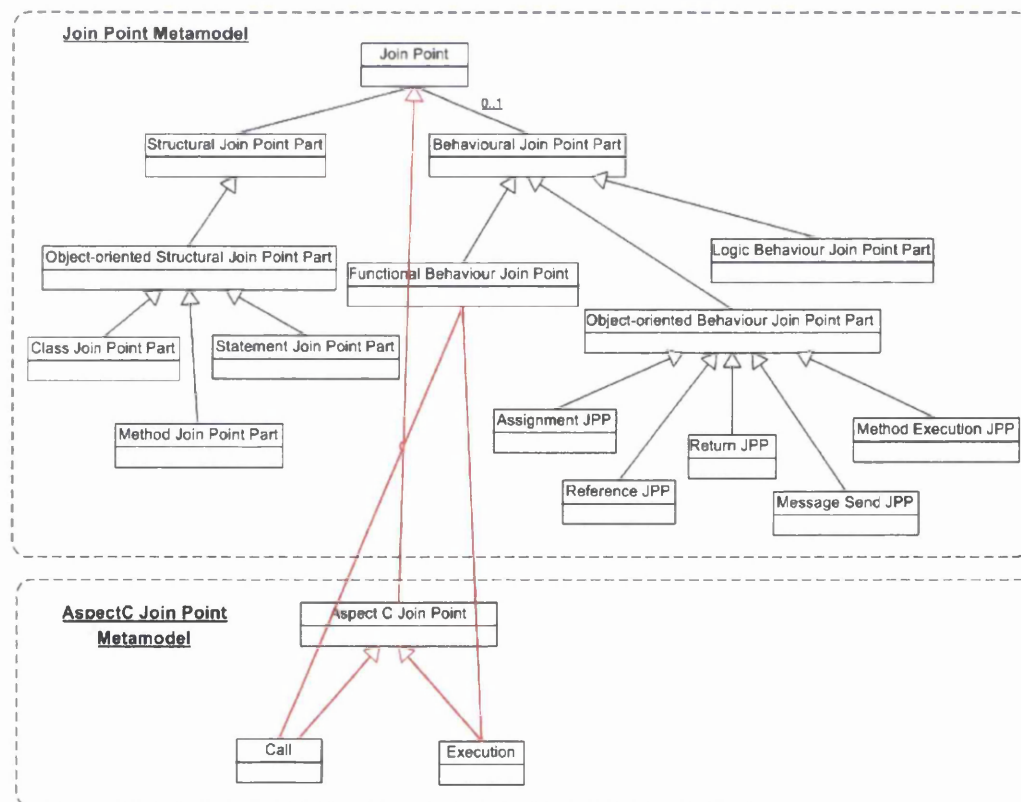 Join Point Metamodel
Join Point
0..1
Structural Join Point Part
Behavioural Join Point Part
Object-oriented Structural Join Point Part
Functional Behaviour Join Point
Logic Behaviour Join Point Part
Object-oriented Behaviour Join Point Part
Class Join Point Part
Statement Join Point Part
Method Join Point Part
Assignment JPP
Return JPP
Method Execution JPP
Reference JPP
Message Send JPP
AspectC Join Point
Metamodel
Aspect C Join Point
Call
Execution